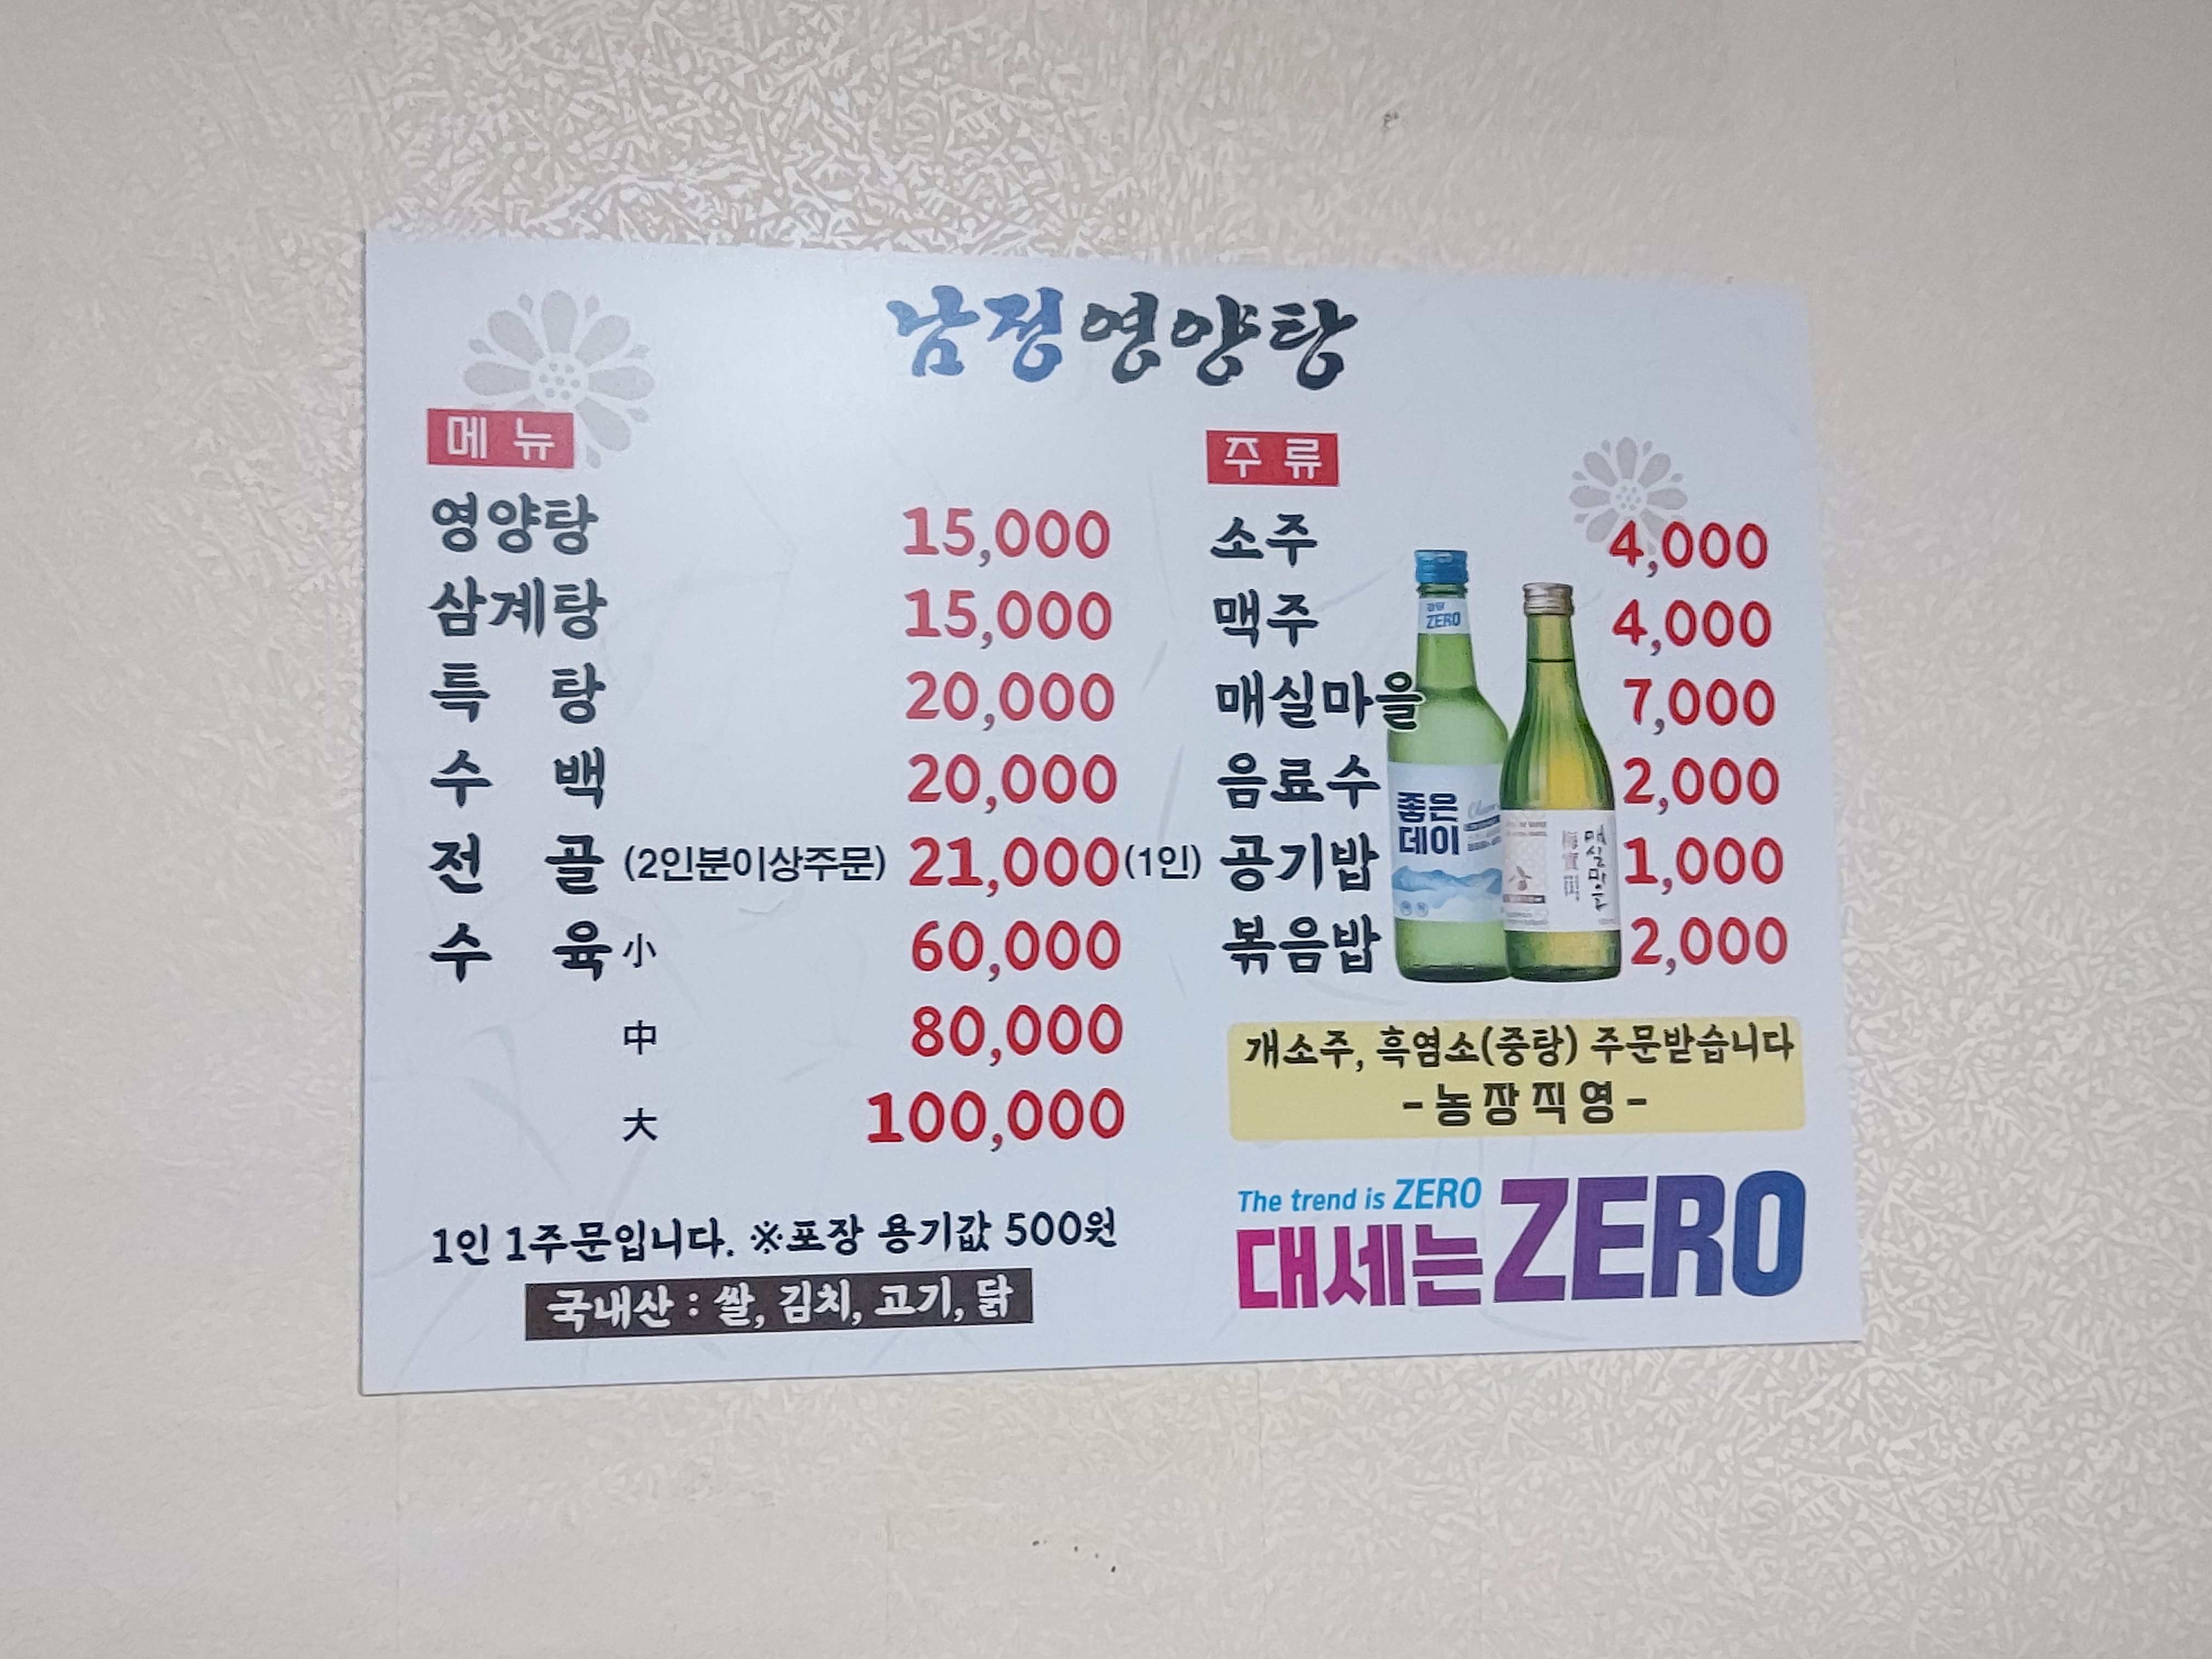 남정영양탕
메뉴
영양탕 15,000
삼계탕 15,000
특 탕 20,000
수 백 20,000
전 골 (2인분이상주문) 21,000(1인)
수 육 小 60,000
中 80,000
大 100,000
1인 1주문입니다. ※포장 용기값 500원
국내산 : 쌀, 김치, 고기, 닭
주류
소주 4,000
맥주 4,000
매실마을 7,000
음료수 2,000
공기밥 1,000
볶음밥 2,000
ZERO
좋은
데이
매실마을
개소주, 흑염소(중탕) 주문받습니다
-농장직영-
The trend is ZERO
대세는 ZERO